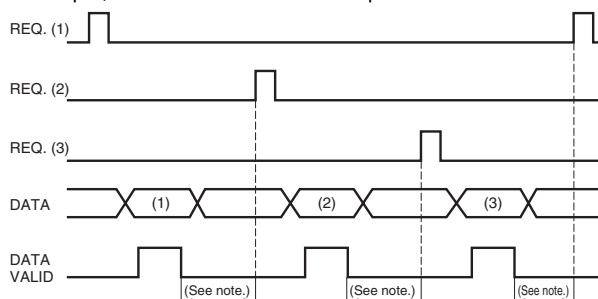 REQ. (1)
REQ. (2)
REQ. (3)
DATA
(1)
(2)
(3)
DATA
VALID
(See note.)
(See note.)
(See note.)